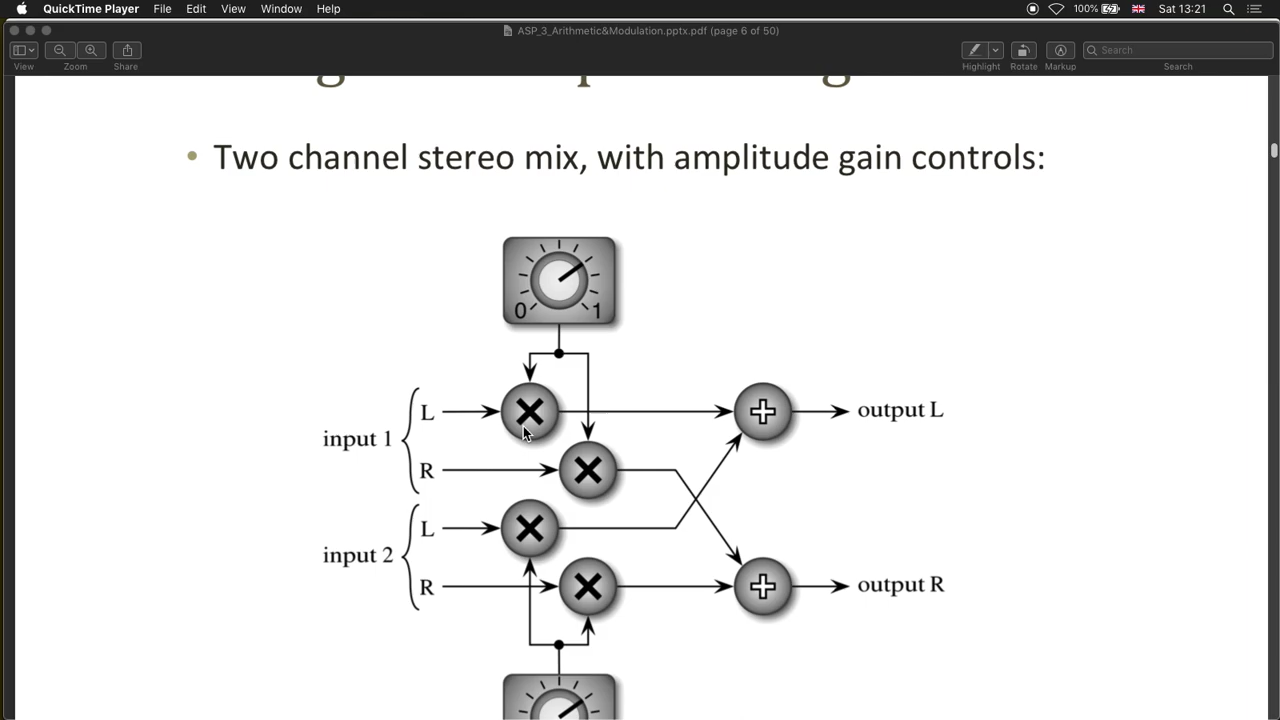 QuickTime Player File Edit View Window Help 100% Sat 13:21
ASP_3_Arithmetic&Modulation.pptx.pdf (page 6 of 50)
View Zoom Share Highlight Rotate Markup Search
Search
• Two channel stereo mix, with amplitude gain controls:
0 1
L output L
input 1
R
L
input 2
R output R